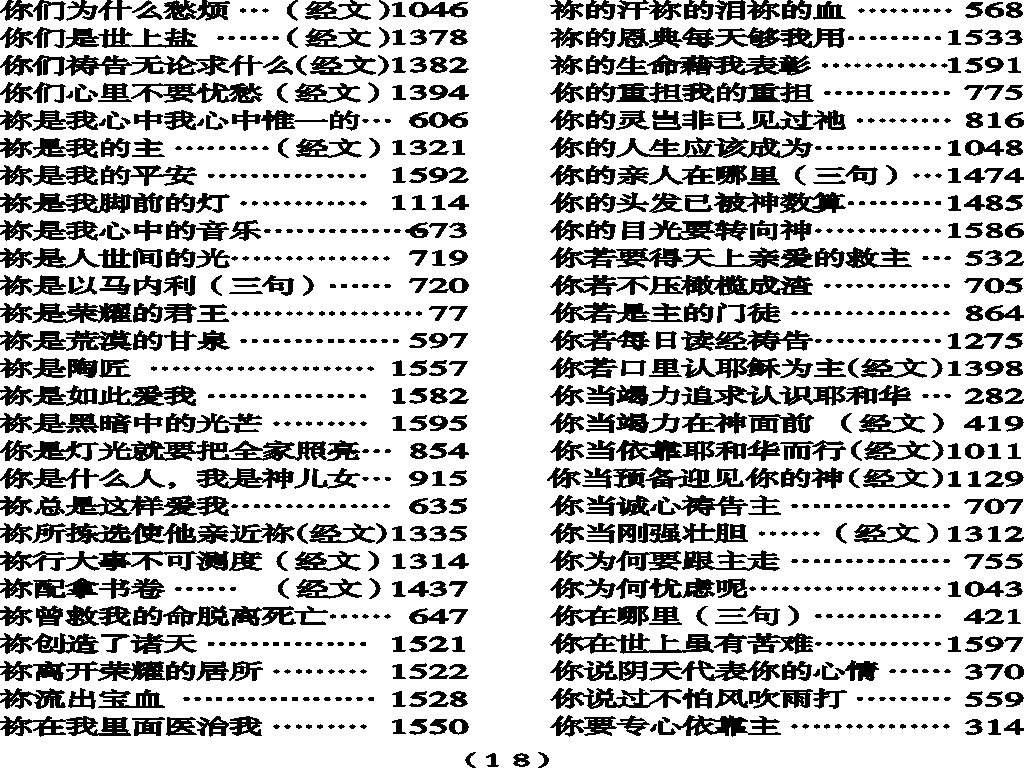 你们为什么愁烦 …（经文)1046
你们是世上盐 ……（经文)1378
你们祷告无论求什么(经文)1382
你们心里不要忧愁（经文）1394
祢是我心中我心中惟一的… 606
祢是我的主 ………（经文）1321
祢是我的平安 …………… 1592
祢是我脚前的灯 ………… 1114
祢是我心中的音乐…………… 673
祢是人世间的光…………… 719
祢是以马内利（三句）…… 720
祢是荣耀的君王………………77
祢是荒漠的甘泉 …………… 597
祢是陶匠 ………………… 1557
祢是如此爱我 …………… 1582
祢是黑暗中的光芒 ……… 1595
你是灯光就要把全家照亮… 854
你是什么人，我是神儿女… 915
祢总是这样爱我…………… 635
祢所拣选使他亲近祢(经文)1335
祢行大事不可测度（经文）1314
祢配拿书卷 …… （经文）1437
祢曾救我的命脱离死亡…… 647
祢创造了诸天 …………… 1521
祢离开荣耀的居所 ……… 1522
祢流出宝血 ……………… 1528
祢在我里面医治我 ……… 1550
祢的汗祢的泪祢的血 ……… 568
祢的恩典每天够我用………1533
祢的生命藉我表彰 …………1591
你的重担我的重担 ………… 775
你的灵岂非已见过祂 ……… 816
你的人生应该成为…………1048
你的亲人在哪里（三句）…1474
你的头发已被神数算………1485
你的目光要转向神…………1586
你若要得天上亲爱的救主 … 532
你若不压橄榄成渣 ………… 705
你若是主的门徒 …………… 864
你若每日读经祷告…………1275
你若口里认耶稣为主(经文)1398
你当竭力追求认识耶和华 … 282
你当竭力在神面前 （经文） 419
你当依靠耶和华而行(经文)1011
你当预备迎见你的神(经文)1129
你当诚心祷告主 …………… 707
你当刚强壮胆 ……（经文）1312
你为何要跟主走 …………… 755
你为何忧虑呢………………1043
你在哪里（三句）………… 421
你在世上虽有苦难…………1597
你说阴天代表你的心情 …… 370
你说过不怕风吹雨打 ……… 559
你要专心依靠主 …………… 314
（１８）